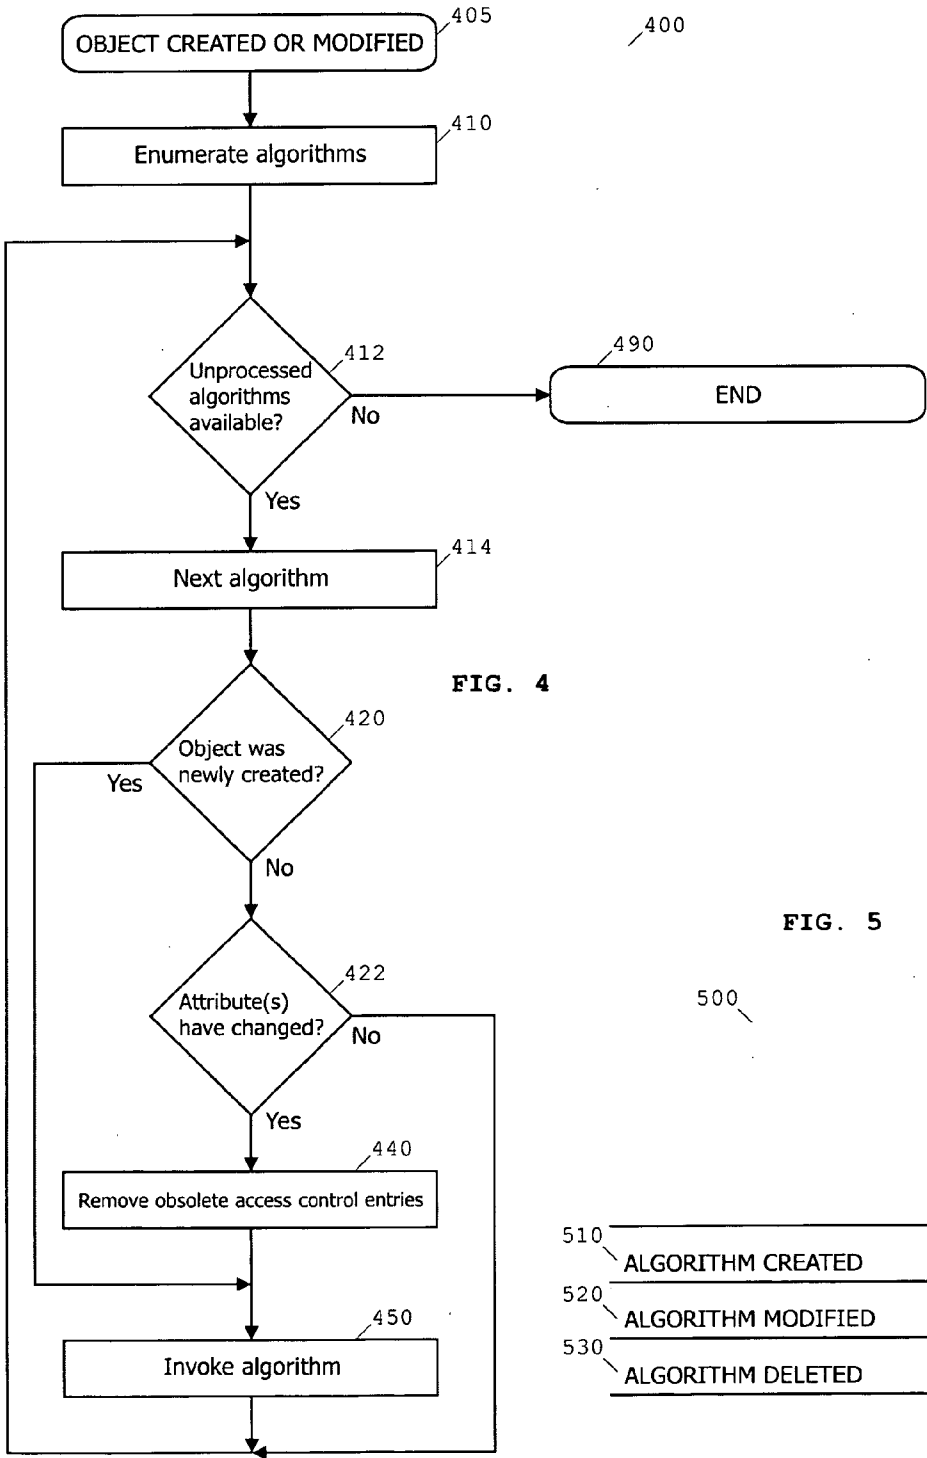 405
OBJECT CREATED OR MODIFIED
400
410
Enumerate algorithms
412
Unprocessed
algorithms
available?
No
490
END
Yes
414
Next algorithm
FIG. 4
420
Object was
newly created?
Yes
No
FIG. 5
422
Attribute(s)
have changed?
No
500
Yes
440
Remove obsolete access control entries
510
ALGORITHM CREATED
520
ALGORITHM MODIFIED
450
Invoke algorithm
530
ALGORITHM DELETED